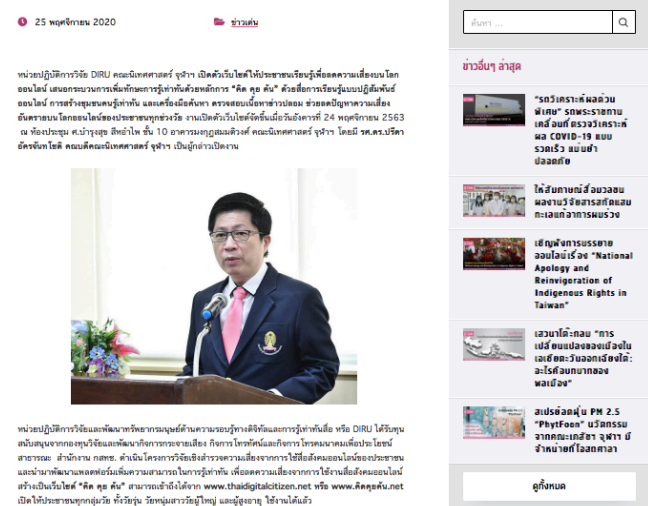 25 พฤศจิกายน 2020
ข่าวเด่น
หน่วยปฏิบัติการวิจัย DIRU คณะนิเทศศาสตร์ จุฬาฯ เปิดตัวเว็บไซต์ให้ประชาชนเรียนรู้เพื่อลดความเสี่ยงบนโลก
ออนไลน์ เสนอกระบวนการเพิ่มทักษะการรู้เท่าทันด้วยหลักการ “คิด คุย ค้น” ด้วยสื่อการเรียนรู้แบบปฏิสัมพันธ์
ออนไลน์ การสร้างชุมชนคนรู้เท่าทัน และเครื่องมือค้นหา ตรวจสอบเนื้อหาข่าวปลอม ช่วยลดปัญหาความเสี่ยง
อันตรายบนโลกออนไลน์ของประชาชนทุกช่วงวัย งานเปิดตัวเว็บไซต์จัดขึ้นเมื่อวันอังคารที่ 24 พฤศจิกายน 2563
ณ ห้องประชุม ศ.บำรุงสุข สีหอำไพ ชั้น 10 อาคารมงกุฎสมมติวงศ์ คณะนิเทศศาสตร์ จุฬาฯ โดยมี รศ.ดร.ปรีดา
อัครจันทโชติ คณบดีคณะนิเทศศาสตร์ จุฬาฯ เป็นผู้กล่าวเปิดงาน
หน่วยปฏิบัติการวิจัยและพัฒนาทรัพยากรมนุษย์ด้านความรอบรู้ทางดิจิทัลและการรู้เท่าทันสื่อ หรือ DIRU ได้รับทุน
สนับสนุนจากกองทุนวิจัยและพัฒนากิจการกระจายเสียง กิจการโทรทัศน์และกิจการโทรคมนาคมเพื่อประโยชน์
สาธารณะ สำนักงาน กสทช. ดำเนินโครงการวิจัยเชิงสำรวจความเสี่ยงจากการใช้สื่อสังคมออนไลน์ของประชาชน
และนำมาพัฒนาแพลตฟอร์มเพิ่มความสามารถในการรู้เท่าทัน เพื่อลดความเสี่ยงจากการใช้งานสื่อสังคมออนไลน์
สร้างเป็นเว็บไซต์ “คิด คุย ค้น” สามารถเข้าถึงได้จาก www.thaidigitalcitizen.net หรือ www.คิดคุยค้น.net
เปิดให้ประชาชนทุกกลุ่มวัย ทั้งวัยรุ่น วัยหนุ่มสาววัยผู้ใหญ่ และผู้สูงอายุ ใช้งานได้แล้ว
ค้นหา ...
ข่าวอื่นๆ ล่าสุด
“รถวิเคราะห์ผลด่วน
พิเศษ” รถพระราชทาน
เคลื่อนที่ตรวจวิเคราะห์
ผล COVID-19 แบบ
รวดเร็ว แม่นยำ
ปลอดภัย
ให้สัมภาษณ์สื่อมวลชน
ผลงานวิจัยสารสกัดแสม
ทะเลแก้อาการผมร่วง
เชิญฟังการบรรยาย
ออนไลน์เรื่อง “National
Apology and
Reinvigoration of
Indigenous Rights in
Taiwan”
เสวนาโต๊ะกลม “การ
เปลี่ยนแปลงของเมืองใน
เอเชียตะวันออกเฉียงใต้:
อะไรคือบทบาทของ
พลเมือง”
สเปรย์ลดฝุ่น PM 2.5
“PhytFoon” นวัตกรรม
จากคณะเภสัชฯ จุฬาฯ มี
จำหน่ายที่โอสถศาลา
ดูทั้งหมด